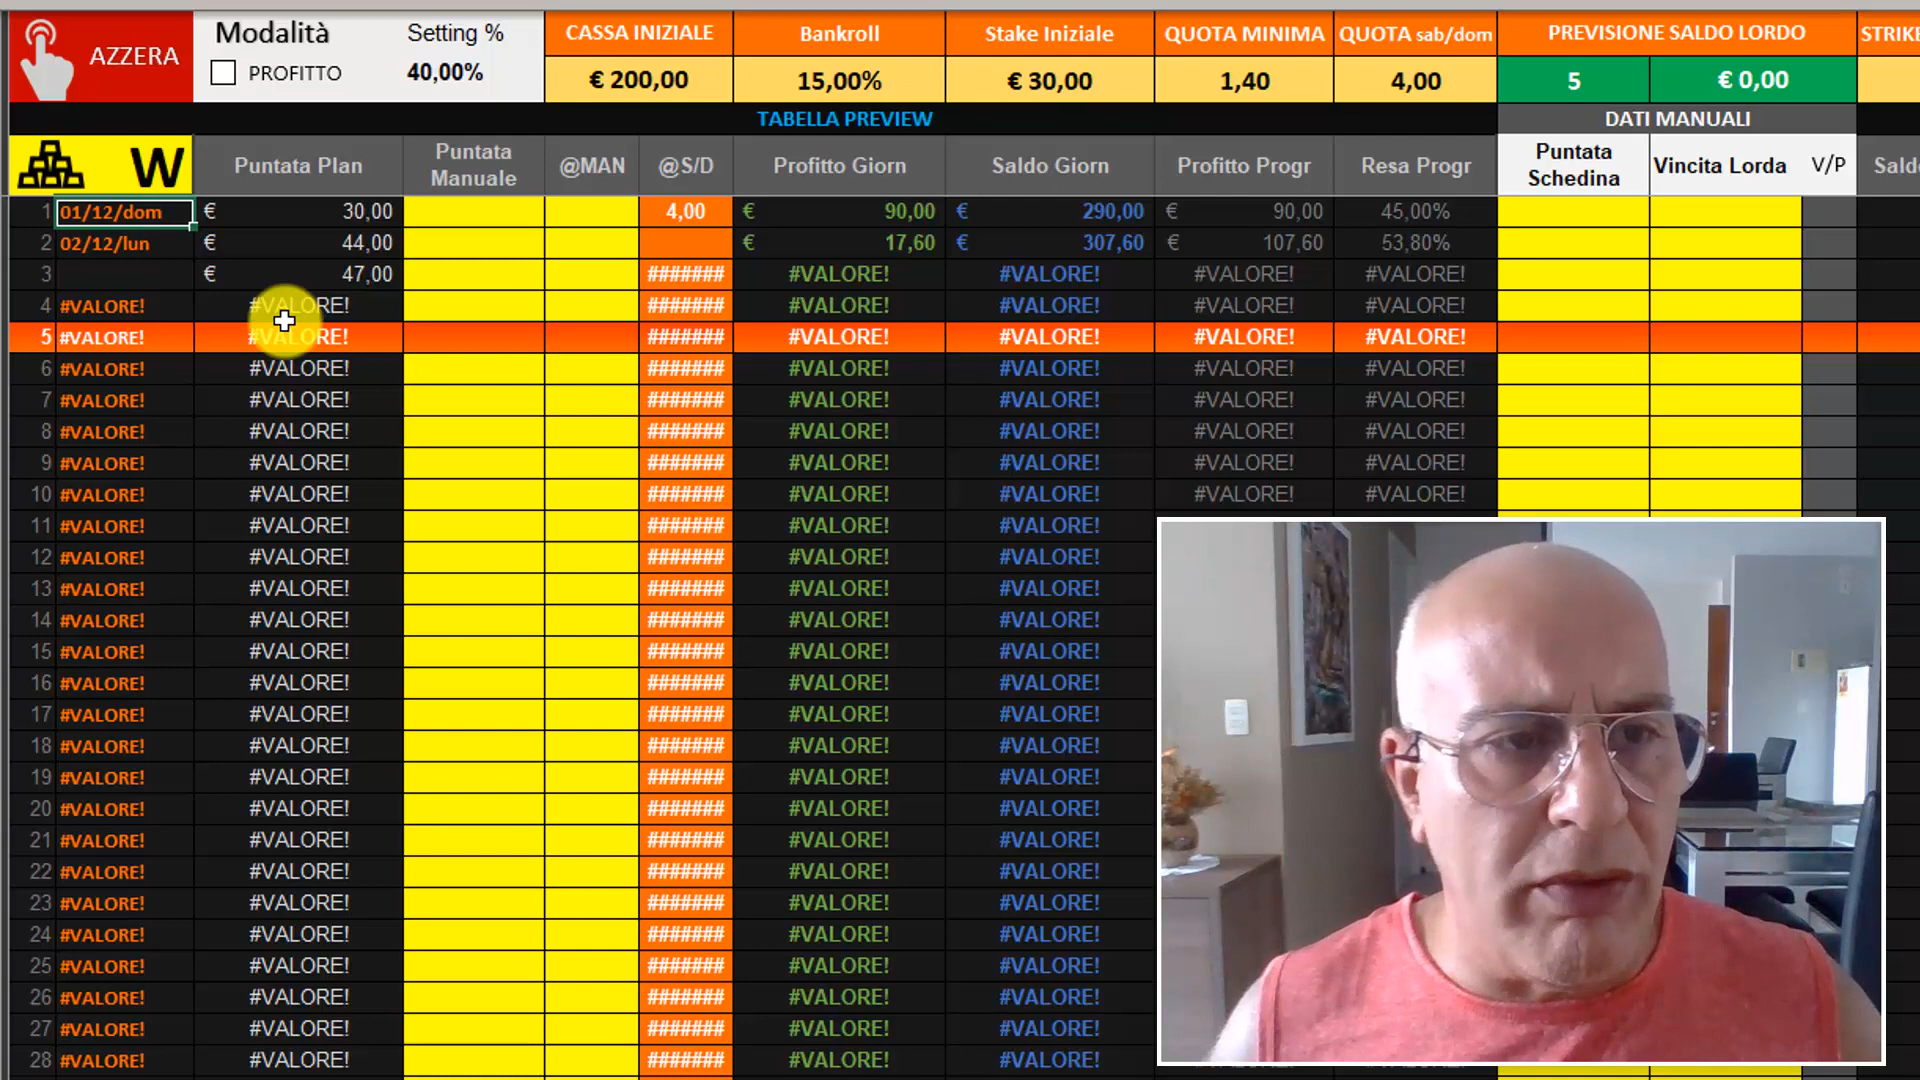 AZZERA Modalità Setting % CASSA INIZIALE Bankroll Stake Iniziale QUOTA MINIMA QUOTA sab/dom PREVISIONE SALDO LORDO STRIKE
PROFITTO 40,00% € 200,00 15,00% € 30,00 1,40 4,00 5 € 0,00
TABELLA PREVIEW DATI MANUALI
W Puntata Plan Puntata Manuale @MAN @S/D Profitto Giorn Saldo Giorn Profitto Progr Resa Progr Puntata Schedina Vincita Lorda V/P Saldo
1 01/12/dom € 30,00 4,00 € 90,00 € 290,00 € 90,00 45,00%
2 02/12/lun € 44,00 € 17,60 € 307,60 € 107,60 53,80%
3 € 47,00 ####### #VALORE! #VALORE! #VALORE! #VALORE!
4 #VALORE! #VALORE! ####### #VALORE! #VALORE! #VALORE! #VALORE!
5 #VALORE! #VALORE! ####### #VALORE! #VALORE! #VALORE! #VALORE!
6 #VALORE! #VALORE! ####### #VALORE! #VALORE! #VALORE! #VALORE!
7 #VALORE! #VALORE! ####### #VALORE! #VALORE! #VALORE! #VALORE!
8 #VALORE! #VALORE! ####### #VALORE! #VALORE! #VALORE! #VALORE!
9 #VALORE! #VALORE! ####### #VALORE! #VALORE! #VALORE! #VALORE!
10 #VALORE! #VALORE! ####### #VALORE! #VALORE! #VALORE! #VALORE!
11 #VALORE! #VALORE! ####### #VALORE! #VALORE!
12 #VALORE! #VALORE! ####### #VALORE! #VALORE!
13 #VALORE! #VALORE! ####### #VALORE! #VALORE!
14 #VALORE! #VALORE! ####### #VALORE! #VALORE!
15 #VALORE! #VALORE! ####### #VALORE! #VALORE!
16 #VALORE! #VALORE! ####### #VALORE! #VALORE!
17 #VALORE! #VALORE! ####### #VALORE! #VALORE!
18 #VALORE! #VALORE! ####### #VALORE! #VALORE!
19 #VALORE! #VALORE! ####### #VALORE! #VALORE!
20 #VALORE! #VALORE! ####### #VALORE! #VALORE!
21 #VALORE! #VALORE! ####### #VALORE! #VALORE!
22 #VALORE! #VALORE! ####### #VALORE! #VALORE!
23 #VALORE! #VALORE! ####### #VALORE! #VALORE!
24 #VALORE! #VALORE! ####### #VALORE! #VALORE!
25 #VALORE! #VALORE! ####### #VALORE! #VALORE!
26 #VALORE! #VALORE! ####### #VALORE! #VALORE!
27 #VALORE! #VALORE! ####### #VALORE! #VALORE!
28 #VALORE! #VALORE! ####### #VALORE! #VALORE!